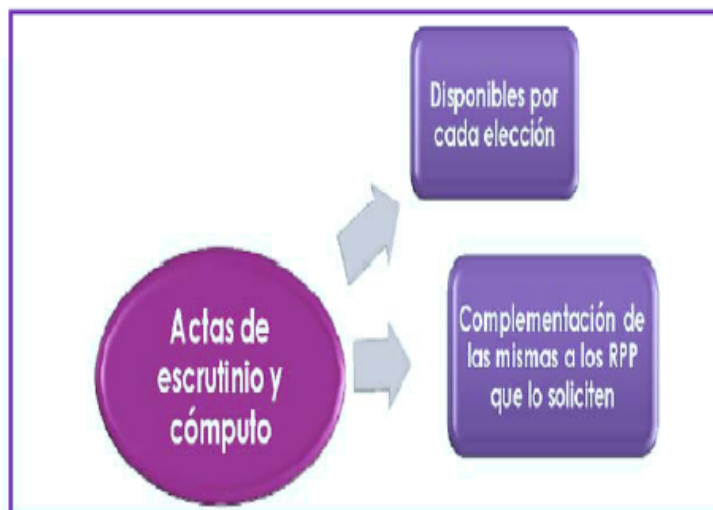 Disponibles por
cada elección
Actas de
escrutinio y
cómputo
Complementación de
las mismas a los RPP
que lo soliciten